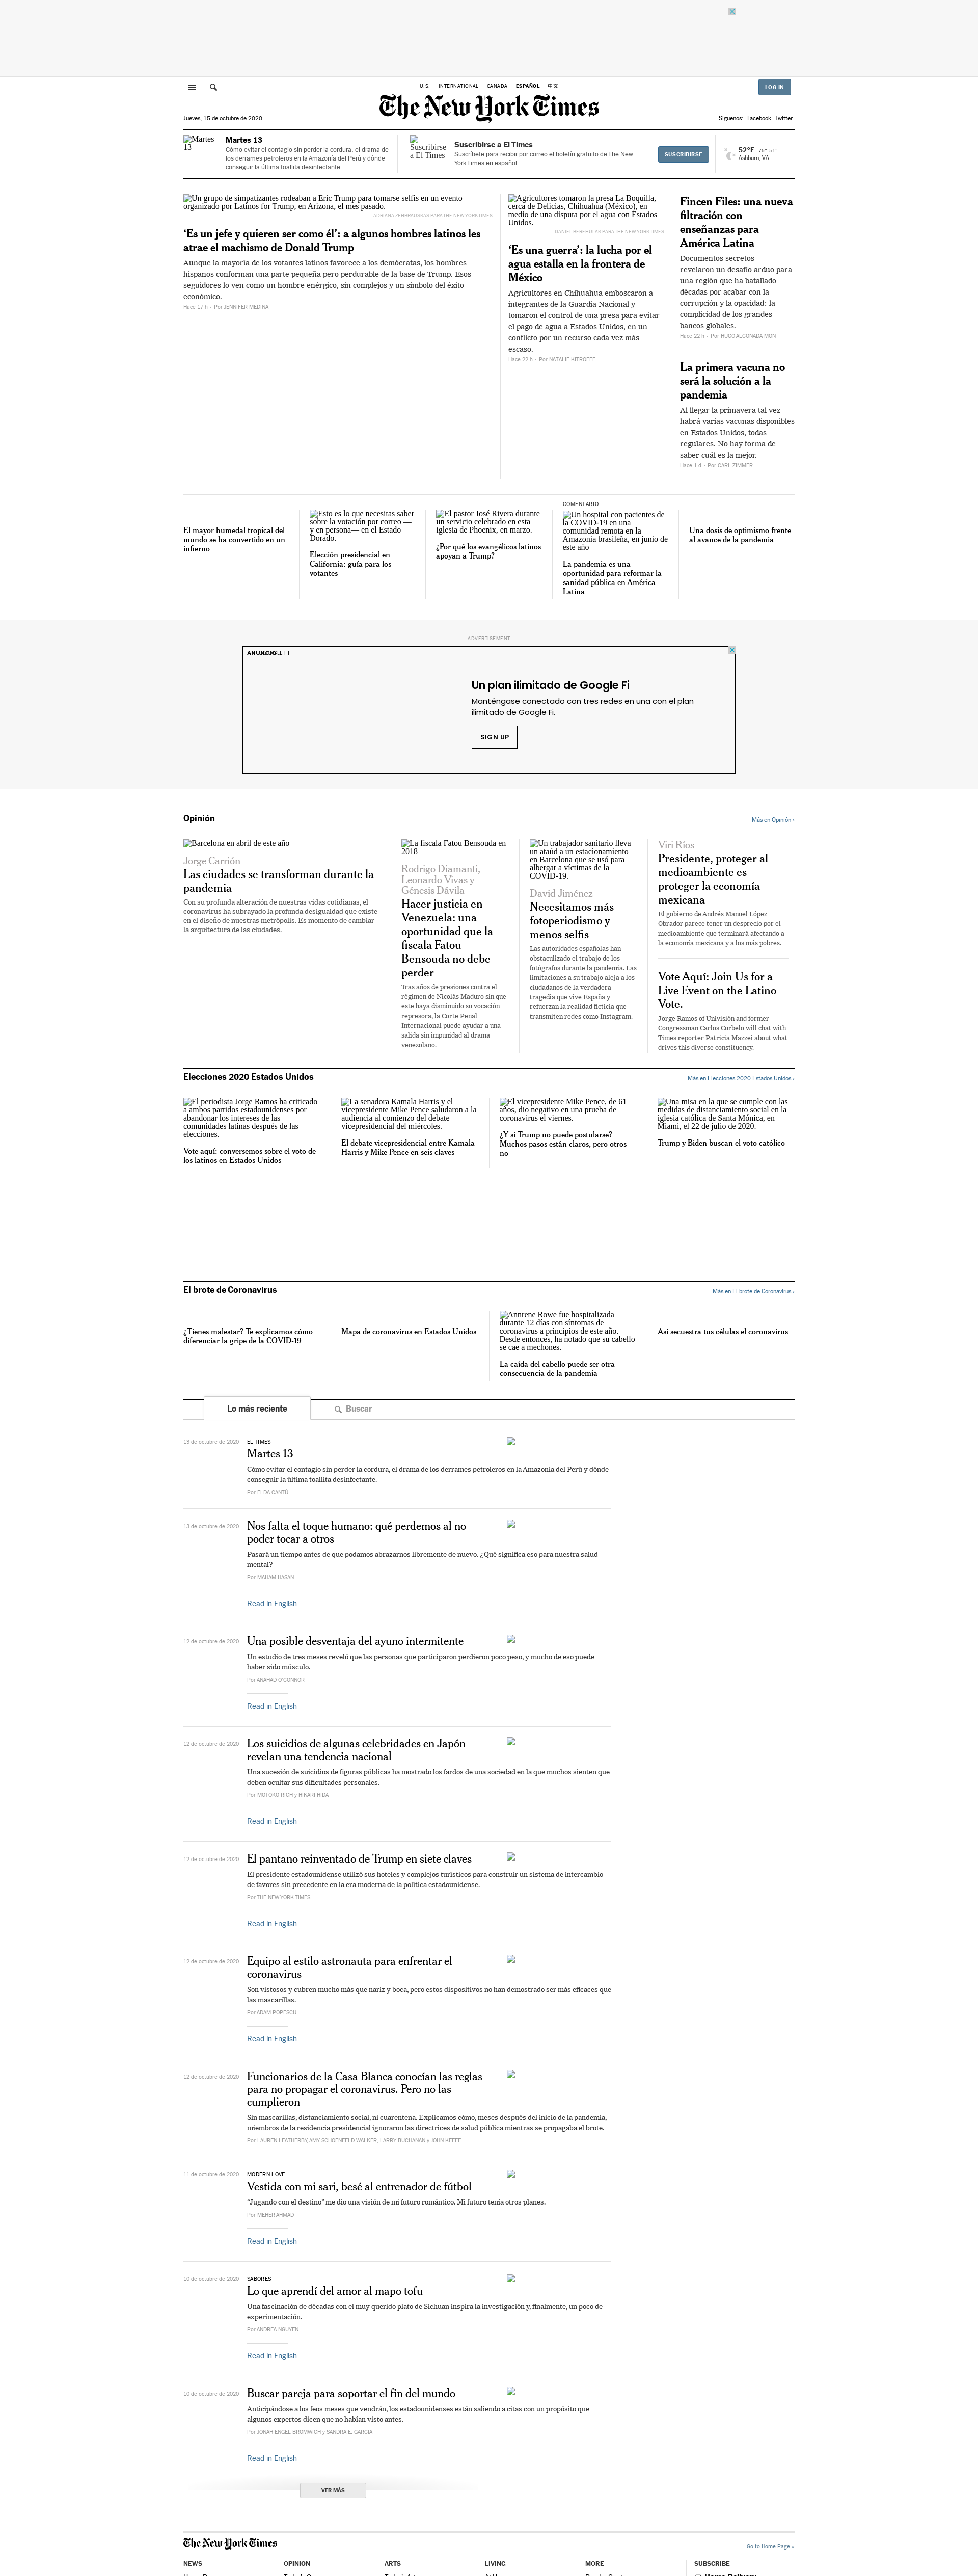 U.S. INTERNATIONAL CANADA ESPAÑOL 中文
LOG IN
The New York Times
Jueves, 15 de octubre de 2020
Síguenos: Facebook Twitter
Martes 13
Martes 13
Cómo evitar el contagio sin perder la cordura, el drama de
los derrames petroleros en la Amazonía del Perú y dónde
conseguir la última toallita desinfectante.
Suscribirse a El Times
Suscribirse a El Times
Suscríbete para recibir por correo el boletín gratuito de The New
York Times en español.
SUSCRIBIRSE
52°F 75° 51°
Ashburn, VA
Un grupo de simpatizantes rodeaban a Eric Trump para tomarse selfis en un evento
organizado por Latinos for Trump, en Arizona, el mes pasado.
ADRIANA ZEHBRAUSKAS PARA THE NEW YORK TIMES
‘Es un jefe y quieren ser como él’: a algunos hombres latinos les
atrae el machismo de Donald Trump
Aunque la mayoría de los votantes latinos favorece a los demócratas, los hombres
hispanos conforman una parte pequeña pero perdurable de la base de Trump. Esos
seguidores lo ven como un hombre enérgico, sin complejos y un símbolo del éxito
económico.
Hace 17 h - Por JENNIFER MEDINA
Agricultores tomaron la presa La Boquilla,
cerca de Delicias, Chihuahua (México), en
medio de una disputa por el agua con Estados
Unidos.
DANIEL BEREHULAK PARA THE NEW YORK TIMES
‘Es una guerra’: la lucha por el
agua estalla en la frontera de
México
Agricultores en Chihuahua emboscaron a
integrantes de la Guardia Nacional y
tomaron el control de una presa para evitar
el pago de agua a Estados Unidos, en un
conflicto por un recurso cada vez más
escaso.
Hace 22 h - Por NATALIE KITROEFF
Fincen Files: una nueva
filtración con
enseñanzas para
América Latina
Documentos secretos
revelaron un desafío arduo para
una región que ha batallado
décadas por acabar con la
corrupción y la opacidad: la
complicidad de los grandes
bancos globales.
Hace 22 h - Por HUGO ALCONADA MON
La primera vacuna no
será la solución a la
pandemia
Al llegar la primavera tal vez
habrá varias vacunas disponibles
en Estados Unidos, todas
regulares. No hay forma de
saber cuál es la mejor.
Hace 1 d - Por CARL ZIMMER
El mayor humedal tropical del
mundo se ha convertido en un
infierno
Esto es lo que necesitas saber
sobre la votación por correo —
y en persona— en el Estado
Dorado.
Elección presidencial en
California: guía para los
votantes
El pastor José Rivera durante
un servicio celebrado en esta
iglesia de Phoenix, en marzo.
¿Por qué los evangélicos latinos
apoyan a Trump?
COMENTARIO
Un hospital con pacientes de
la COVID-19 en una
comunidad remota en la
Amazonía brasileña, en junio de
este año
La pandemia es una
oportunidad para reformar la
sanidad pública en América
Latina
Una dosis de optimismo frente
al avance de la pandemia
ADVERTISEMENT
Un plan ilimitado de Google Fi
Manténgase conectado con tres redes en una con el plan
ilimitado de Google Fi.
SIGN UP
Opinión
Más en Opinión ›
Barcelona en abril de este año
Jorge Carrión
Las ciudades se transforman durante la
pandemia
Con su profunda alteración de nuestras vidas cotidianas, el
coronavirus ha subrayado la profunda desigualdad que existe
en el diseño de nuestras metrópolis. Es momento de cambiar
la arquitectura de las ciudades.
La fiscala Fatou Bensouda en
2018
Rodrigo Diamanti,
Leonardo Vivas y
Génesis Dávila
Hacer justicia en
Venezuela: una
oportunidad que la
fiscala Fatou
Bensouda no debe
perder
Tras años de presiones contra el
régimen de Nicolás Maduro sin que
este haya disminuido su vocación
represora, la Corte Penal
Internacional puede ayudar a una
salida sin impunidad al drama
venezolano.
Un trabajador sanitario lleva
un ataúd a un estacionamiento
en Barcelona que se usó para
albergar a víctimas de la
COVID-19.
David Jiménez
Necesitamos más
fotoperiodismo y
menos selfis
Las autoridades españolas han
obstaculizado el trabajo de los
fotógrafos durante la pandemia. Las
limitaciones a su trabajo aleja a los
ciudadanos de la verdadera
tragedia que vive España y
refuerzan la realidad ficticia que
transmiten redes como Instagram.
Viri Ríos
Presidente, proteger al
medioambiente es
proteger la economía
mexicana
El gobierno de Andrés Manuel López
Obrador parece tener un desprecio por el
medioambiente que terminará afectando a
la economía mexicana y a los más pobres.
Vote Aquí: Join Us for a
Live Event on the Latino
Vote.
Jorge Ramos of Univisión and former
Congressman Carlos Curbelo will chat with
Times reporter Patricia Mazzei about what
drives this diverse constituency.
Elecciones 2020 Estados Unidos
Más en Elecciones 2020 Estados Unidos ›
El periodista Jorge Ramos ha criticado
a ambos partidos estadounidenses por
abandonar los intereses de las
comunidades latinas después de las
elecciones.
Vote aquí: conversemos sobre el voto de
los latinos en Estados Unidos
La senadora Kamala Harris y el
vicepresidente Mike Pence saludaron a la
audiencia al comienzo del debate
vicepresidencial del miércoles.
El debate vicepresidencial entre Kamala
Harris y Mike Pence en seis claves
El vicepresidente Mike Pence, de 61
años, dio negativo en una prueba de
coronavirus el viernes.
¿Y si Trump no puede postularse?
Muchos pasos están claros, pero otros
no
Una misa en la que se cumple con las
medidas de distanciamiento social en la
iglesia católica de Santa Mónica, en
Miami, el 22 de julio de 2020.
Trump y Biden buscan el voto católico
El brote de Coronavirus
Más en El brote de Coronavirus ›
¿Tienes malestar? Te explicamos cómo
diferenciar la gripe de la COVID-19
Mapa de coronavirus en Estados Unidos
Annrene Rowe fue hospitalizada
durante 12 días con síntomas de
coronavirus a principios de este año.
Desde entonces, ha notado que su cabello
se cae a mechones.
La caída del cabello puede ser otra
consecuencia de la pandemia
Así secuestra tus células el coronavirus
Lo más reciente
Buscar
13 de octubre de 2020
EL TIMES
Martes 13
Cómo evitar el contagio sin perder la cordura, el drama de los derrames petroleros en la Amazonía del Perú y dónde
conseguir la última toallita desinfectante.
Por ELDA CANTÚ
13 de octubre de 2020
Nos falta el toque humano: qué perdemos al no
poder tocar a otros
Pasará un tiempo antes de que podamos abrazarnos libremente de nuevo. ¿Qué significa eso para nuestra salud
mental?
Por MAHAM HASAN
Read in English
12 de octubre de 2020
Una posible desventaja del ayuno intermitente
Un estudio de tres meses reveló que las personas que participaron perdieron poco peso, y mucho de eso puede
haber sido músculo.
Por ANAHAD O’CONNOR
Read in English
12 de octubre de 2020
Los suicidios de algunas celebridades en Japón
revelan una tendencia nacional
Una sucesión de suicidios de figuras públicas ha mostrado los fardos de una sociedad en la que muchos sienten que
deben ocultar sus dificultades personales.
Por MOTOKO RICH y HIKARI HIDA
Read in English
12 de octubre de 2020
El pantano reinventado de Trump en siete claves
El presidente estadounidense utilizó sus hoteles y complejos turísticos para construir un sistema de intercambio
de favores sin precedente en la era moderna de la política estadounidense.
Por THE NEW YORK TIMES
Read in English
12 de octubre de 2020
Equipo al estilo astronauta para enfrentar el
coronavirus
Son vistosos y cubren mucho más que nariz y boca, pero estos dispositivos no han demostrado ser más eficaces que
las mascarillas.
Por ADAM POPESCU
Read in English
12 de octubre de 2020
Funcionarios de la Casa Blanca conocían las reglas
para no propagar el coronavirus. Pero no las
cumplieron
Sin mascarillas, distanciamiento social, ni cuarentena. Explicamos cómo, meses después del inicio de la pandemia,
miembros de la residencia presidencial ignoraron las directrices de salud pública mientras se propagaba el brote.
Por LAUREN LEATHERBY, AMY SCHOENFELD WALKER, LARRY BUCHANAN y JOHN KEEFE
11 de octubre de 2020
MODERN LOVE
Vestida con mi sari, besé al entrenador de fútbol
“Jugando con el destino” me dio una visión de mi futuro romántico. Mi futuro tenía otros planes.
Por MEHER AHMAD
Read in English
10 de octubre de 2020
SABORES
Lo que aprendí del amor al mapo tofu
Una fascinación de décadas con el muy querido plato de Sichuan inspira la investigación y, finalmente, un poco de
experimentación.
Por ANDREA NGUYEN
Read in English
10 de octubre de 2020
Buscar pareja para soportar el fin del mundo
Anticipándose a los feos meses que vendrán, los estadounidenses están saliendo a citas con un propósito que
algunos expertos dicen que no habían visto antes.
Por JONAH ENGEL BROMWICH y SANDRA E. GARCIA
Read in English
VER MÁS
The New York Times
Go to Home Page »
NEWS OPINION ARTS LIVING MORE SUBSCRIBE